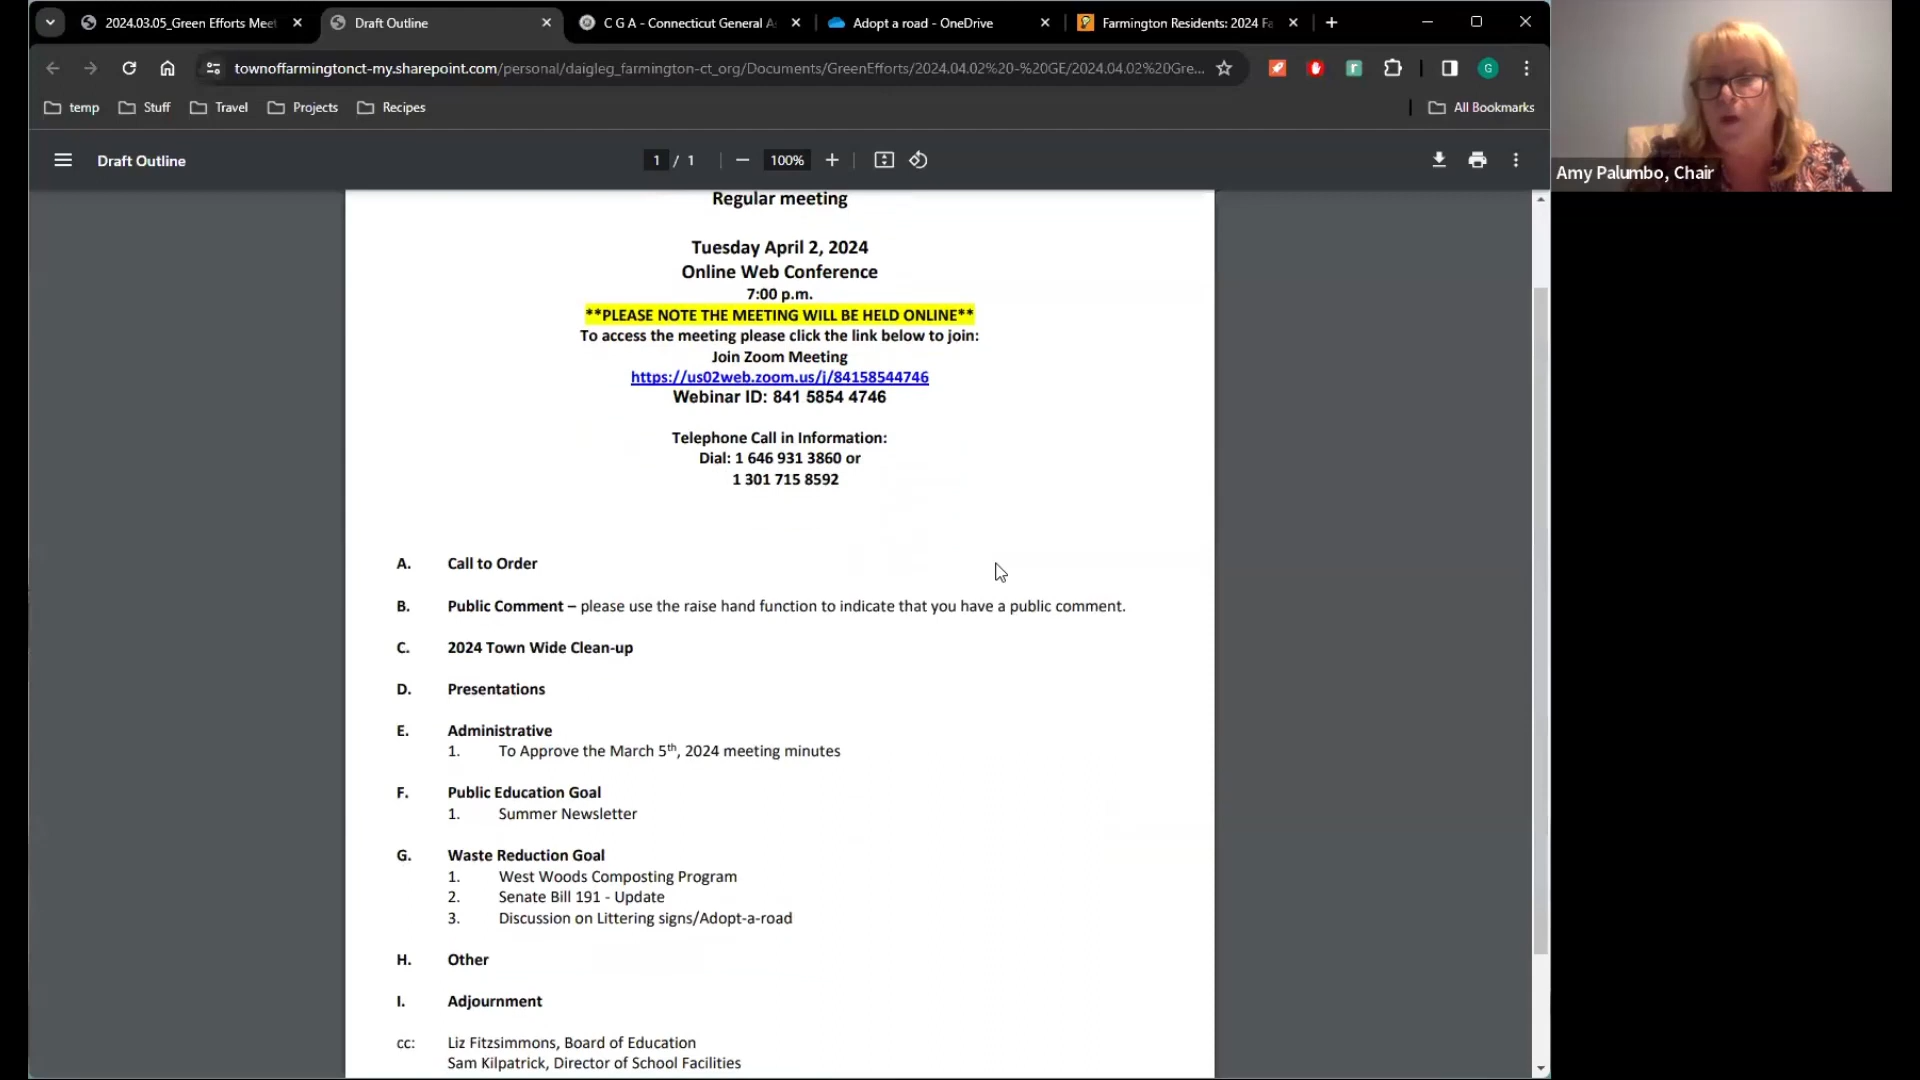 2024.03.05_Green Efforts Meet
Draft Outline
C G A - Connecticut General A
Adopt a road - OneDrive
Farmington Residents: 2024 Fa
townoffarmingtonct-my.sharepoint.com/personal/daigleg_farmington-ct_org/Documents/GreenEfforts/2024.04.02%20-%20GE/2024.04.02%20Gre...
G
temp
Stuff
Travel
Projects
Recipes
All Bookmarks
Draft Outline
1 / 1
100%
Amy Palumbo, Chair
Regular meeting
Tuesday April 2, 2024
Online Web Conference
7:00 p.m.
**PLEASE NOTE THE MEETING WILL BE HELD ONLINE**
To access the meeting please click the link below to join:
Join Zoom Meeting
https://us02web.zoom.us/j/84158544746
Webinar ID: 841 5854 4746
Telephone Call in Information:
Dial: 1 646 931 3860 or
1 301 715 8592
A. Call to Order
B. Public Comment – please use the raise hand function to indicate that you have a public comment.
C. 2024 Town Wide Clean-up
D. Presentations
E. Administrative
1. To Approve the March 5th, 2024 meeting minutes
F. Public Education Goal
1. Summer Newsletter
G. Waste Reduction Goal
1. West Woods Composting Program
2. Senate Bill 191 - Update
3. Discussion on Littering signs/Adopt-a-road
H. Other
I. Adjournment
cc: Liz Fitzsimmons, Board of Education
Sam Kilpatrick, Director of School Facilities